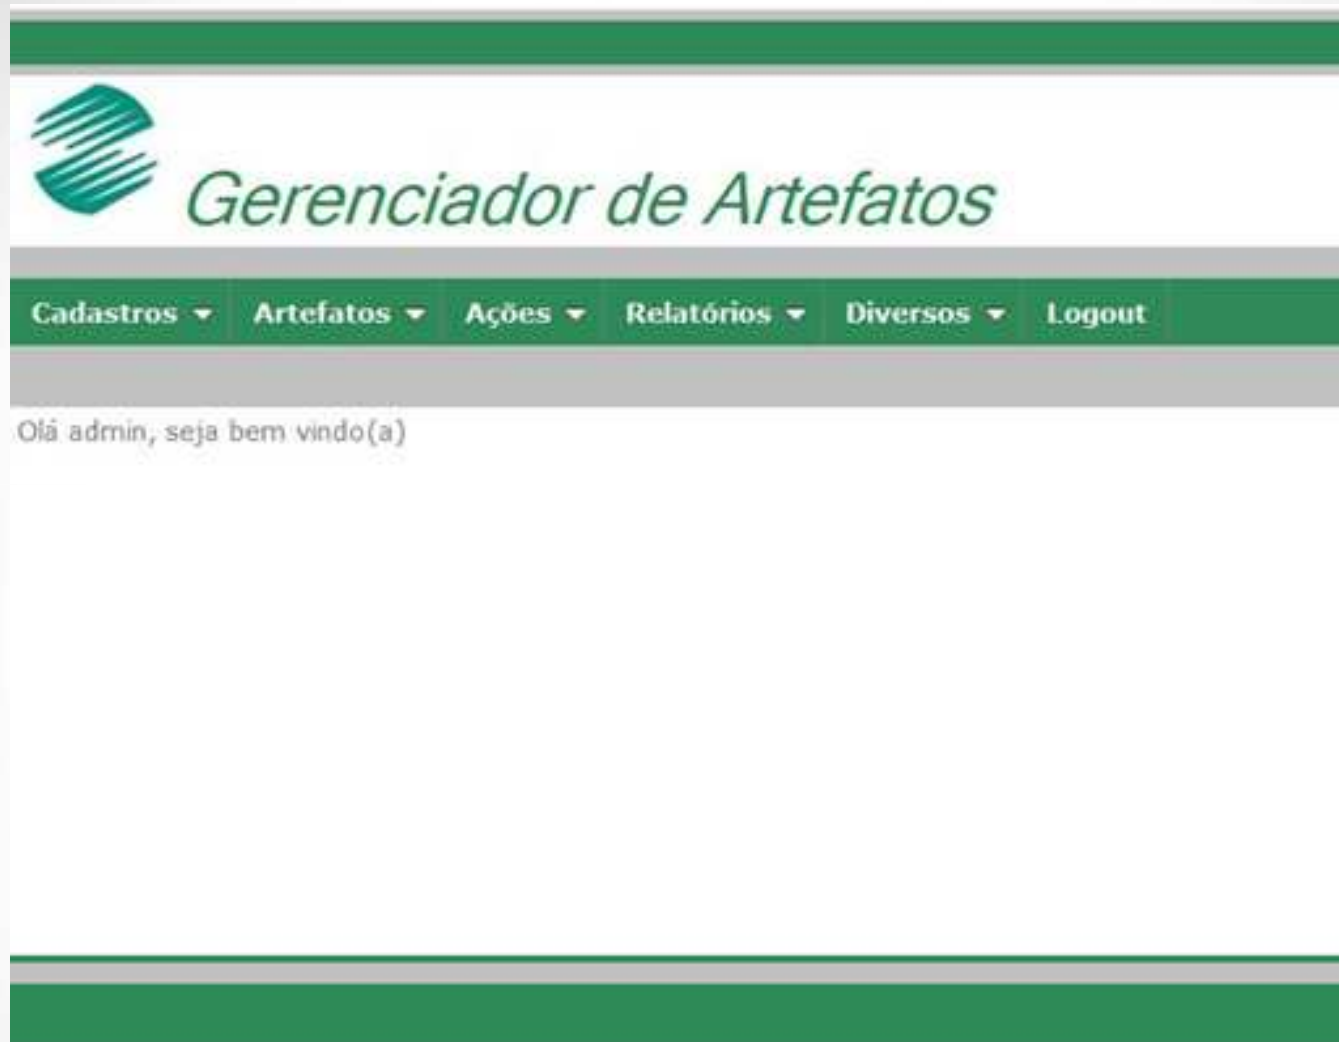 Gerenciador de Artefatos
Cadastros Artefatos Ações Relatórios Diversos Logout
Olá admin, seja bem vindo(a)